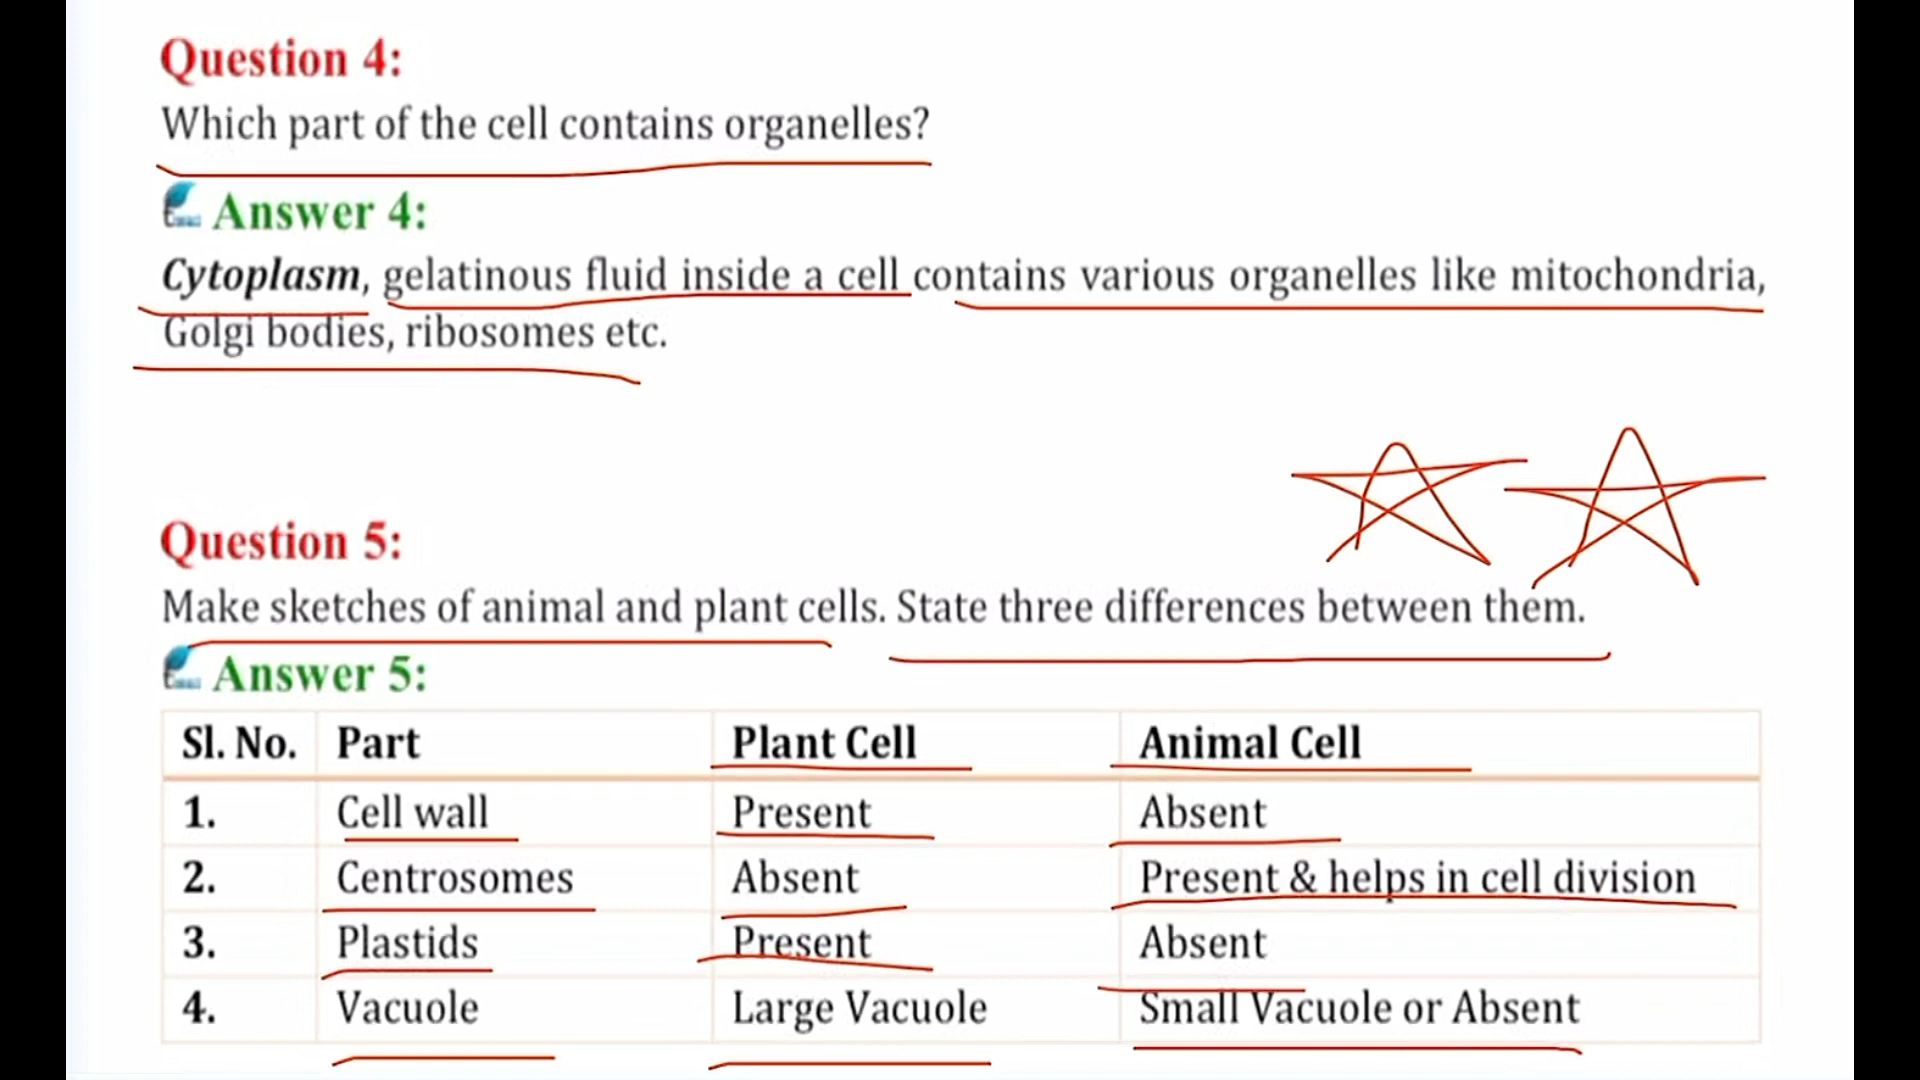 Question 4:
Which part of the cell contains organelles?
Answer 4:
Cytoplasm, gelatinous fluid inside a cell contains various organelles like mitochondria,
Golgi bodies, ribosomes etc.
Question 5:
Make sketches of animal and plant cells. State three differences between them.
Answer 5:
Sl. No. Part Plant Cell Animal Cell
1. Cell wall Present Absent
2. Centrosomes Absent Present & helps in cell division
3. Plastids Present Absent
4. Vacuole Large Vacuole Small Vacuole or Absent